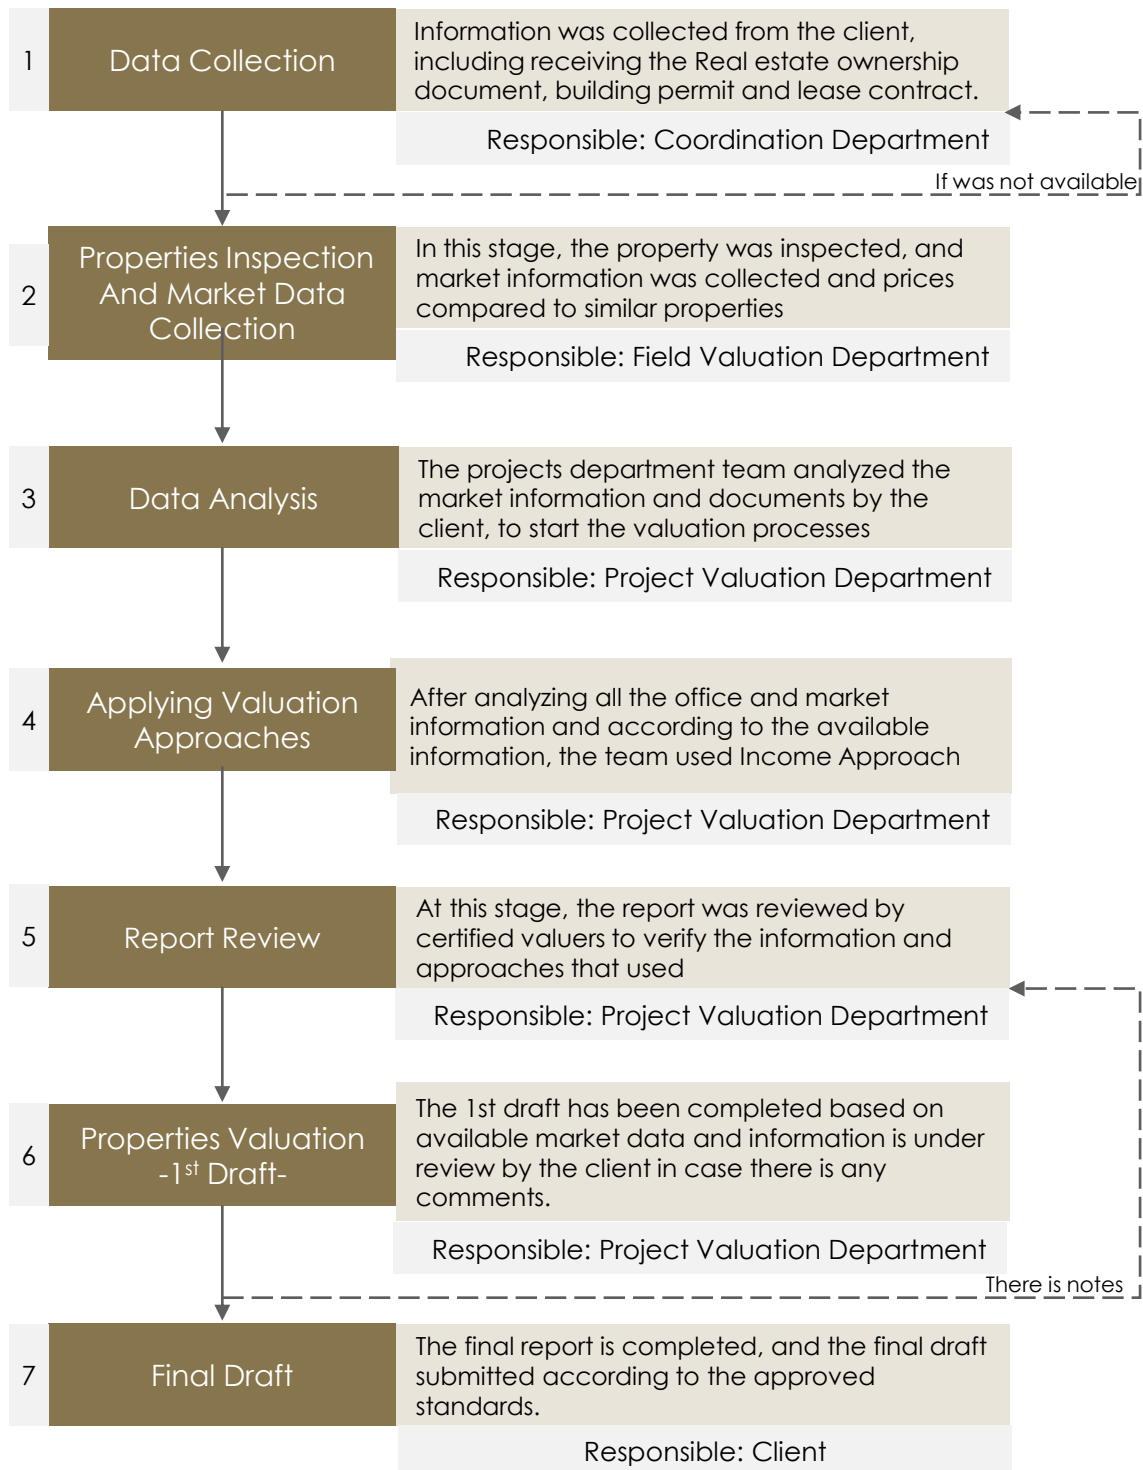 1
Data Collection
Information was collected from the client,
including receiving the Real estate ownership
document, building permit and lease contract.
Responsible: Coordination Department
If was not available
2
Properties Inspection
And Market Data
Collection
In this stage, the property was inspected, and
market information was collected and prices
compared to similar properties
Responsible: Field Valuation Department
3
Data Analysis
The projects department team analyzed the
market information and documents by the
client, to start the valuation processes
Responsible: Project Valuation Department
4
Applying Valuation
Approaches
After analyzing all the office and market
information and according to the available
information, the team used Income Approach
Responsible: Project Valuation Department
5
Report Review
At this stage, the report was reviewed by
certified valuers to verify the information and
approaches that used
Responsible: Project Valuation Department
6
Properties Valuation
-1st Draft-
The 1st draft has been completed based on
available market data and information is under
review by the client in case there is any
comments.
Responsible: Project Valuation Department
There is notes
7
Final Draft
The final report is completed, and the final draft
submitted according to the approved
standards.
Responsible: Client